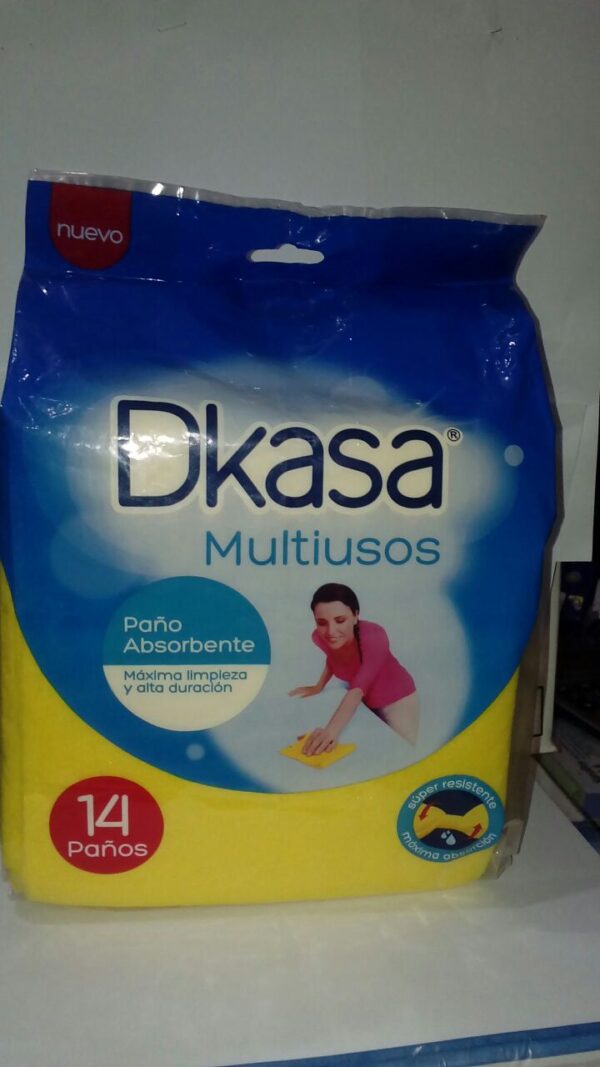 nuevo
Dkasa®
Multiusos
Paño
Absorbente
Máxima limpieza
y alta duración
14
Paños
súper resistente
máxima absorción